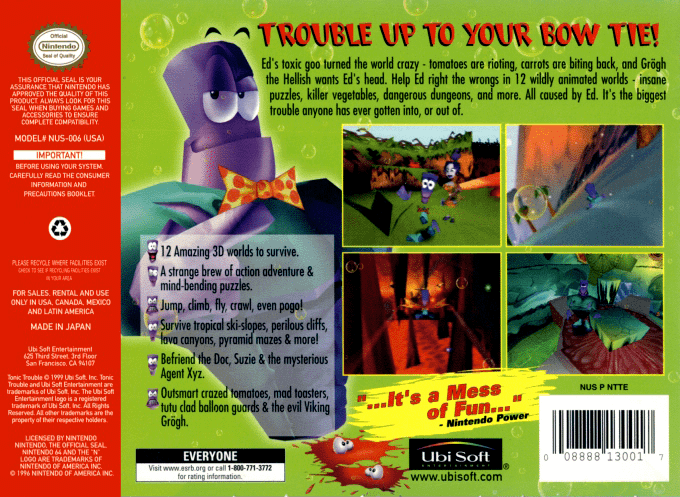 Official
Nintendo
Seal of Quality
THIS OFFICIAL SEAL IS YOUR
ASSURANCE THAT NINTENDO HAS
APPROVED THE QUALITY OF THIS
PRODUCT. ALWAYS LOOK FOR THIS
SEAL WHEN BUYING GAMES AND
ACCESSORIES TO ENSURE
COMPLETE COMPATIBILITY.
MODEL# NUS-006 (USA)
IMPORTANT!
BEFORE USING YOUR SYSTEM,
CAREFULLY READ THE CONSUMER
INFORMATION AND
PRECAUTIONS BOOKLET.
PLEASE RECYCLE WHERE FACILITIES EXIST
CHECK TO SEE IF RECYCLING FACILITIES EXIST
IN YOUR AREA
FOR SALES, RENTAL AND USE
ONLY IN USA, CANADA, MEXICO
AND LATIN AMERICA
MADE IN JAPAN
Ubi Soft Entertainment
625 Third Street, 3rd Floor
San Francisco, CA 94107
Tonic Trouble © 1999 Ubi Soft, Inc. Tonic
Trouble and Ubi Soft Entertainment are
trademarks of Ubi Soft, Inc. The Ubi Soft
Entertainment logo is a registered
trademark of Ubi Soft, Inc. All Rights
Reserved. All other trademarks are the
property of their respective holders.
LICENSED BY NINTENDO
NINTENDO, THE OFFICIAL SEAL,
NINTENDO 64 AND THE "N"
LOGO ARE TRADEMARKS OF
NINTENDO OF AMERICA INC.
© 1996 NINTENDO OF AMERICA INC.
TROUBLE UP TO YOUR BOW TIE!
Ed's toxic goo turned the world crazy - tomatoes are rioting, carrots are biting back, and Grögh
the Hellish wants Ed's head. Help Ed right the wrongs in 12 wildly animated worlds - insane
puzzles, killer vegetables, dangerous dungeons, and more. All caused by Ed. It's the biggest
trouble anyone has ever gotten into, or out of.
12 Amazing 3D worlds to survive.
A strange brew of action adventure &
mind-bending puzzles.
Jump, climb, fly, crawl, even pogo!
Survive tropical ski-slopes, perilous cliffs,
lava canyons, pyramid mazes & more!
Befriend the Doc, Suzie & the mysterious
Agent Xyz.
Outsmart crazed tomatoes, mad toasters,
tutu clad balloon guards & the evil Viking
Grögh.
EVERYONE
Visit www.esrb.org or call 1-800-771-3772
for rating information.
"...It's a Mess
of Fun..."
- Nintendo Power
Ubi Soft
ENTERTAINMENT
®
www.ubisoft.com
NUS P NTTE
0 08888 13001 7